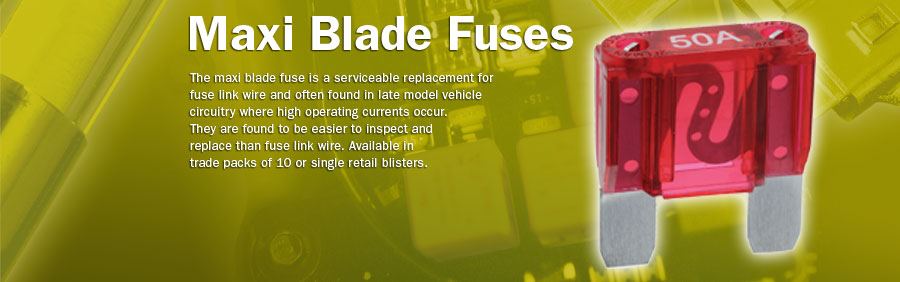 Maxi Blade Fuses
50A
The maxi blade fuse is a serviceable replacement for
fuse link wire and often found in late model vehicle
circuitry where high operating currents occur.
They are found to be easier to inspect and
replace than fuse link wire. Available in
trade packs of 10 or single retail blisters.